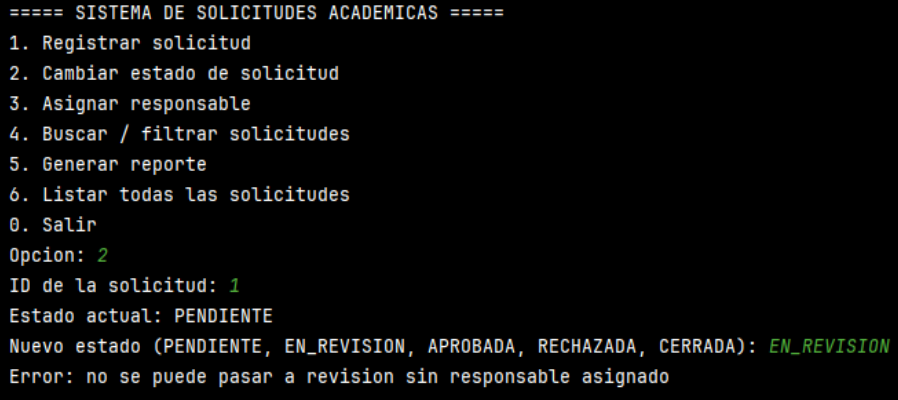 ===== SISTEMA DE SOLICITUDES ACADEMICAS =====
1. Registrar solicitud
2. Cambiar estado de solicitud
3. Asignar responsable
4. Buscar / filtrar solicitudes
5. Generar reporte
6. Listar todas las solicitudes
0. Salir
Opcion: 2
ID de la solicitud: 1
Estado actual: PENDIENTE
Nuevo estado (PENDIENTE, EN_REVISION, APROBADA, RECHAZADA, CERRADA): EN_REVISION
Error: no se puede pasar a revision sin responsable asignado